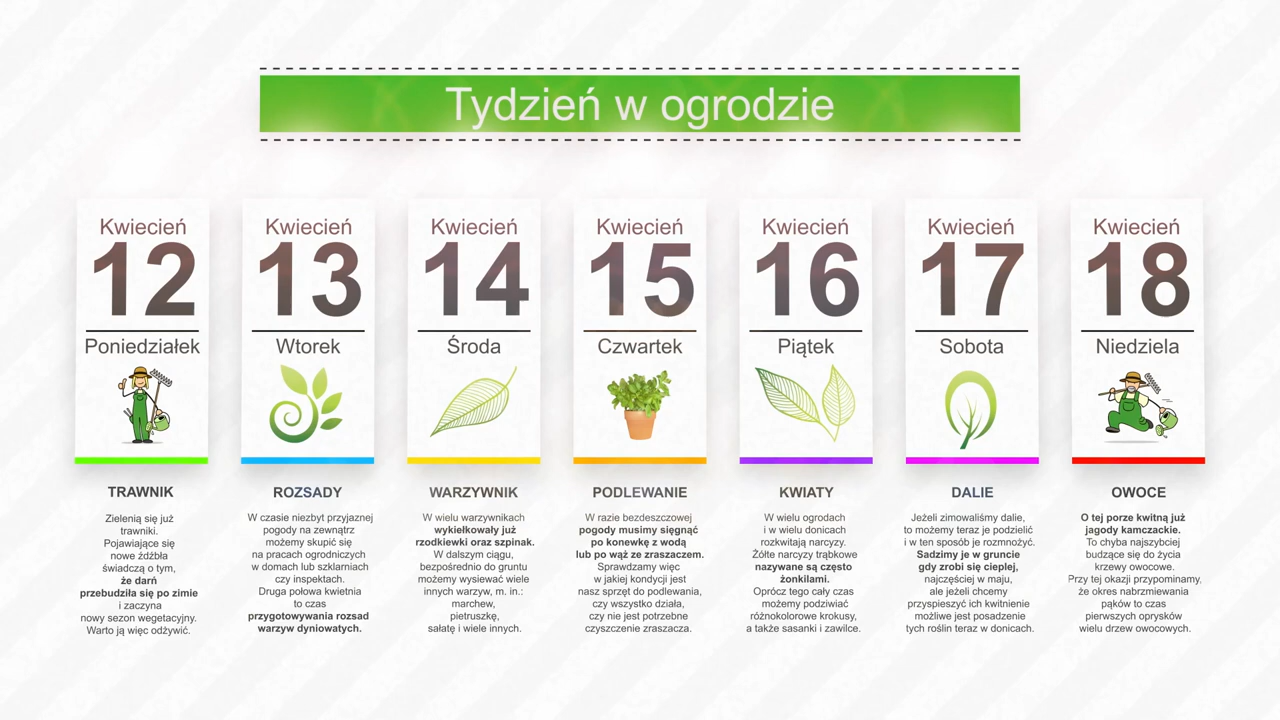 Tydzień w ogrodzie
Kwiecień
12
Poniedziałek
TRAWNIK
Zielenią się już
trawniki.
Pojawiające się
nowe źdźbła
świadczą o tym,
że darń
przebudziła się po zimie
i zaczyna
nowy sezon wegetacyjny.
Warto ją więc odżywić.
Kwiecień
13
Wtorek
ROZSADY
W czasie niezbyt przyjaznej
pogody na zewnątrz
możemy skupić się
na pracach ogrodniczych
w domach lub szklarniach
czy inspektach.
Druga połowa kwietnia
to czas
przygotowywania rozsad
warzyw dyniowatych.
Kwiecień
14
Środa
WARZYWNIK
W wielu warzywnikach
wykiełkowały już
rzodkiewki oraz szpinak.
W dalszym ciągu,
bezpośrednio do gruntu
możemy wysiewać wiele
innych warzyw, m. in.:
marchew,
pietruszkę,
sałatę i wiele innych.
Kwiecień
15
Czwartek
PODLEWANIE
W razie bezdeszczowej
pogody musimy sięgnąć
po konewkę z wodą
lub po wąż ze zraszaczem.
Sprawdzamy więc
w jakiej kondycji jest
nasz sprzęt do podlewania,
czy wszystko działa,
czy nie jest potrzebne
czyszczenie zraszacza.
Kwiecień
16
Piątek
KWIATY
W wielu ogrodach
i w wielu donicach
rozkwitają narcyzy.
Żółte narcyzy trąbkowe
nazywane są często
żonkilami.
Oprócz tego cały czas
możemy podziwiać
różnokolorowe krokusy,
a także sasanki i zawilce.
Kwiecień
17
Sobota
DALIE
Jeżeli zimowaliśmy dalie,
to możemy teraz je podzielić
i w ten sposób je rozmnożyć.
Sadzimy je w gruncie
gdy zrobi się cieplej,
najczęściej w maju,
ale jeżeli chcemy
przyspieszyć ich kwitnienie
możliwe jest posadzenie
tych roślin teraz w donicach.
Kwiecień
18
Niedziela
OWOCE
O tej porze kwitną już
jagody kamczackie.
To chyba najszybciej
budzące się do życia
krzewy owocowe.
Przy tej okazji przypominamy,
że okres nabrzmiewania
pąków to czas
pierwszych oprysków
wielu drzew owocowych.